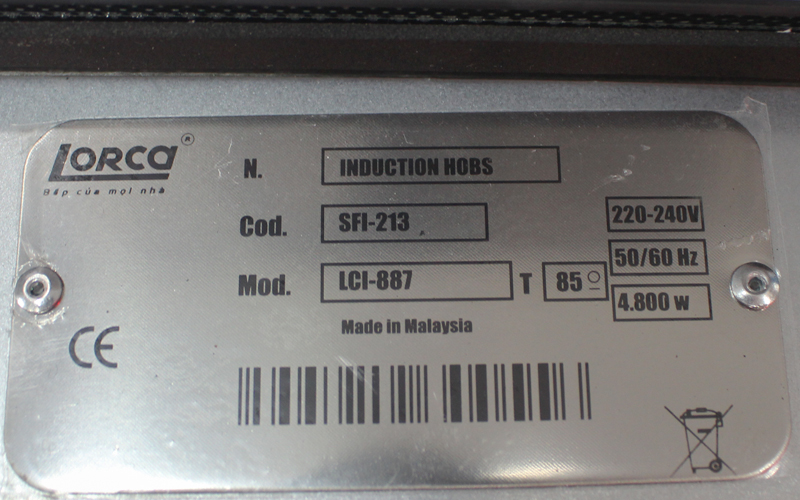 LORCA®
Bếp của mọi nhà
N. INDUCTION HOBS
Cod. SFI-213
220-240V
50/60 Hz
Mod. LCI-887 T 85º
4.800 w
Made in Malaysia
CE